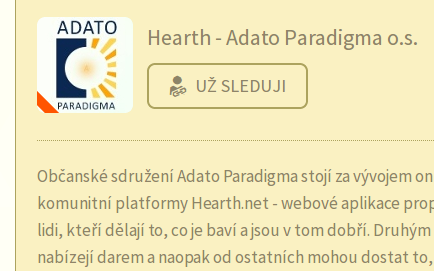 ADATO
PARADIGMA
Hearth - Adato Paradigma o.s.
UŽ SLEDUJI
Občanské sdružení Adato Paradigma stojí za vývojem on
komunitní platformy Hearth.net - webové aplikace prop
lidi, kteří dělají to, co je baví a jsou v tom dobří. Druhým
nabízejí darem a naopak od ostatních mohou dostat to,